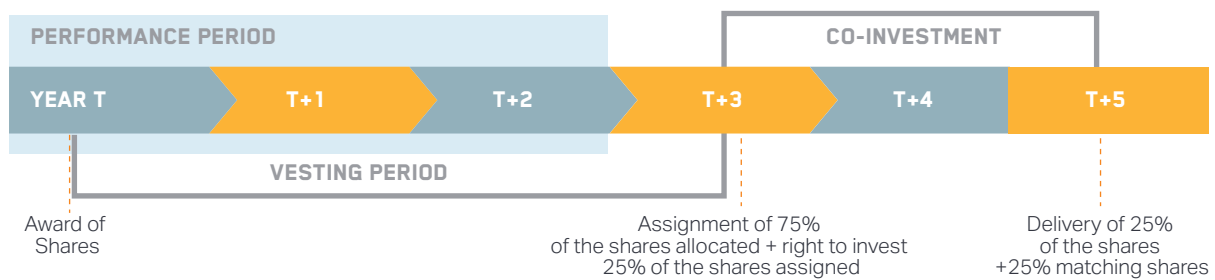 PERFORMANCE PERIOD
CO-INVESTMENT
YEAR T
T+1
T+2
T+3
T+4
T+5
VESTING PERIOD
Award of
Shares
Assignment of 75%
of the shares allocated + right to invest
25% of the shares assigned
Delivery of 25%
of the shares
+25% matching shares